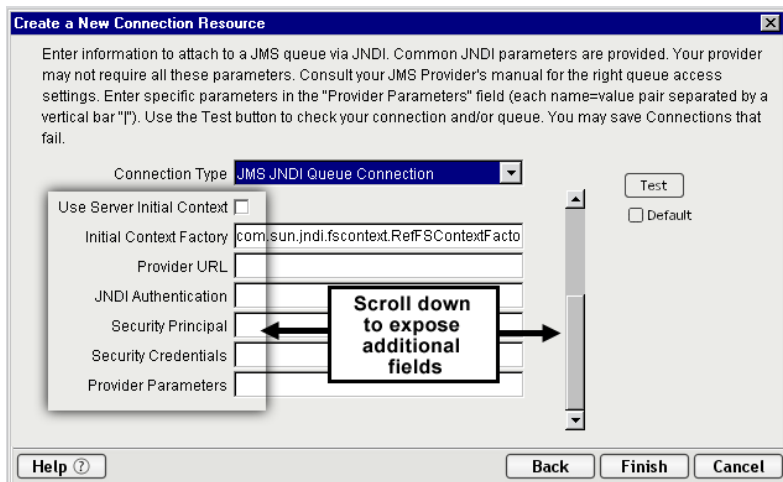 Create a New Connection Resource
Enter information to attach to a JMS queue via JNDI. Common JNDI parameters are provided. Your provider
may not require all these parameters. Consult your JMS Provider's manual for the right queue access
settings. Enter specific parameters in the "Provider Parameters" field (each name=value pair separated by a
vertical bar "|"). Use the Test button to check your connection and/or queue. You may save Connections that
fail.
Connection Type JMS JNDI Queue Connection
Test
Use Server Initial Context
Default
Initial Context Factory com.sun.jndi.fscontext.RefFSContextFacto
Provider URL
JNDI Authentication
Security Principal
Security Credentials
Provider Parameters
Scroll down
to expose
additional
fields
Help ?
Back Finish Cancel